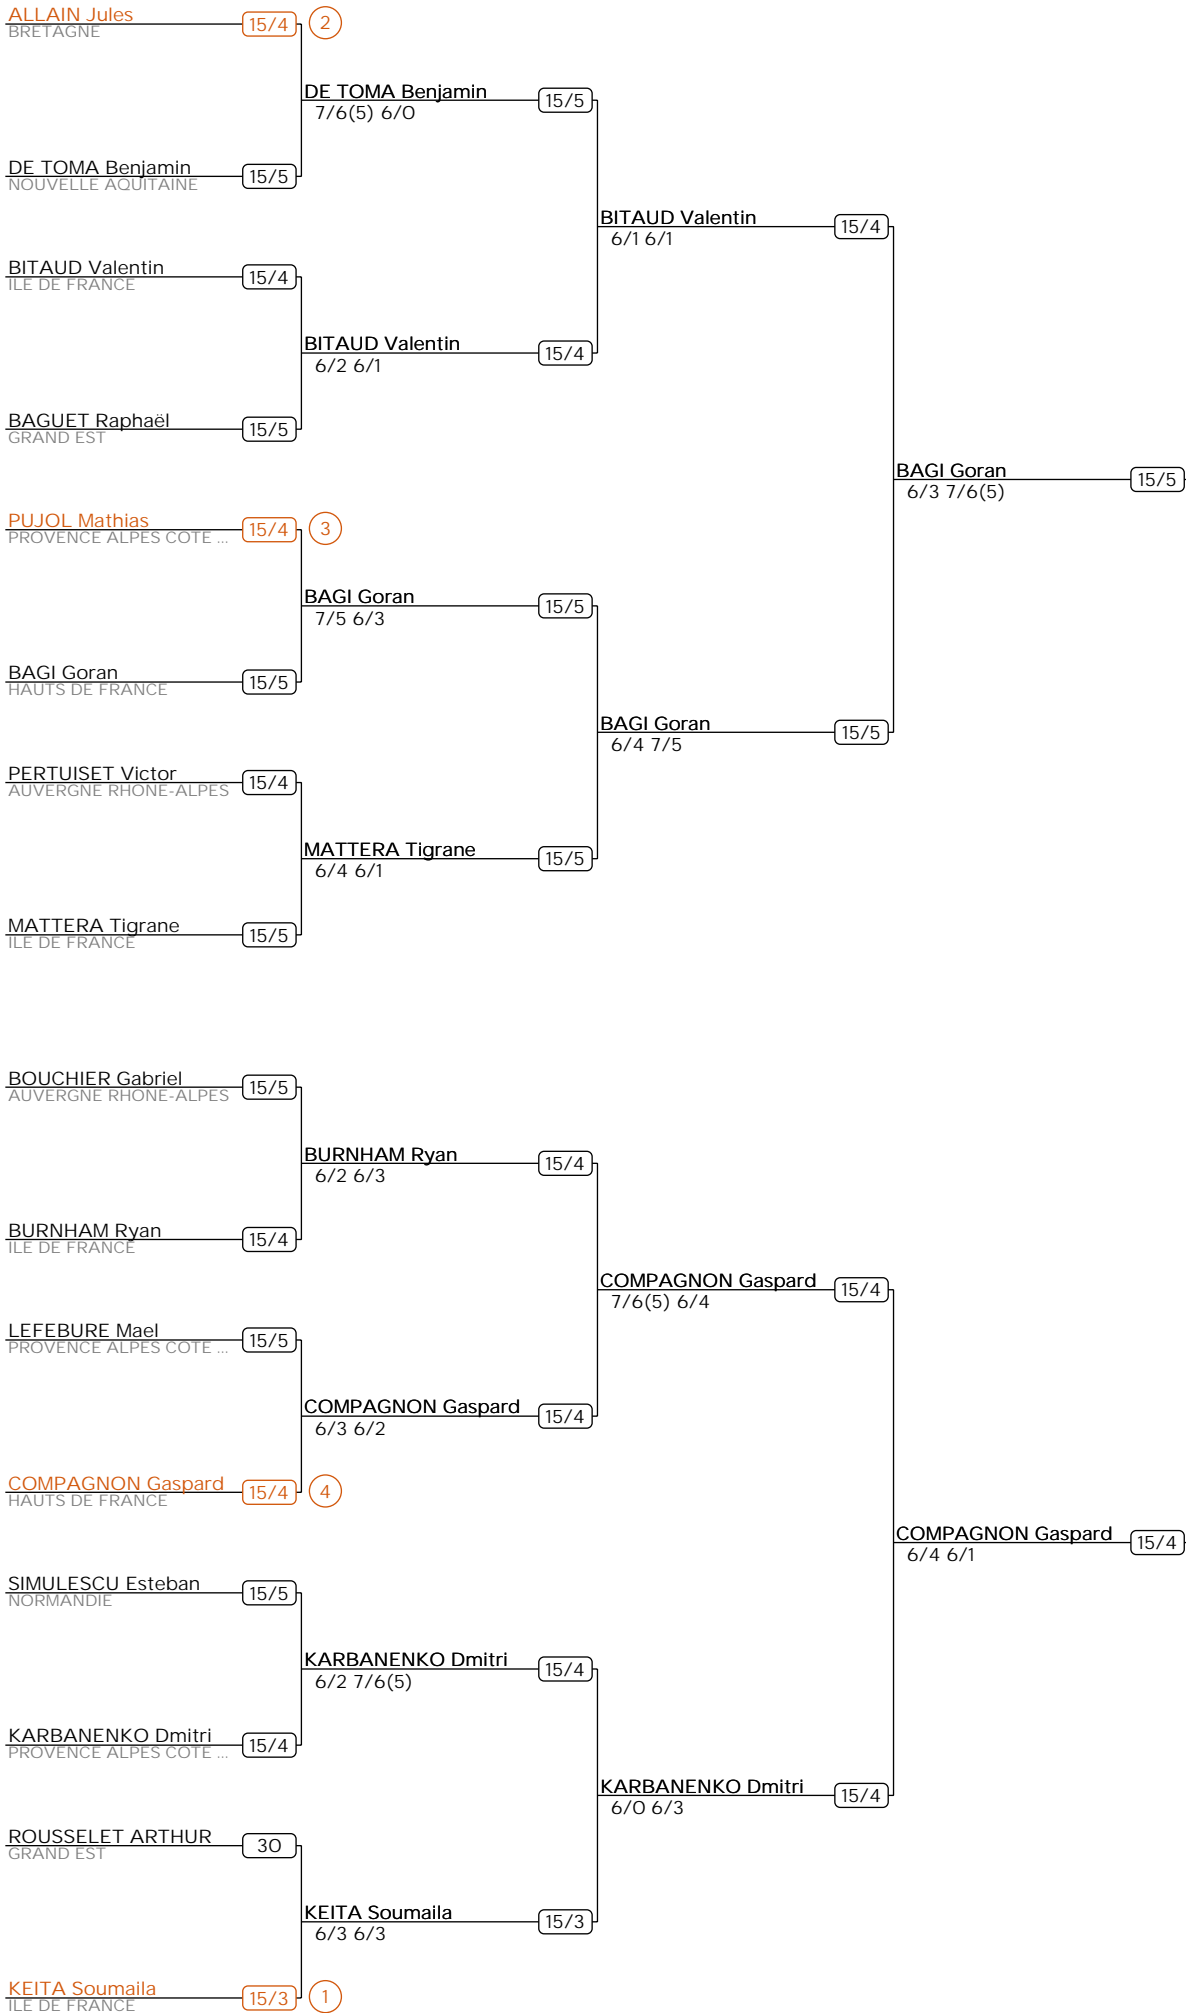 ALLAIN Jules 15/4 2
BRETAGNE
DE TOMA Benjamin 15/5
7/6(5) 6/0
DE TOMA Benjamin 15/5
NOUVELLE AQUITAINE
BITAUD Valentin 15/4
6/1 6/1
BITAUD Valentin 15/4
ILE DE FRANCE
BITAUD Valentin 15/4
6/2 6/1
BAGUET Raphaël 15/5
GRAND EST
BAGI Goran 15/5
6/3 7/6(5)
PUJOL Mathias 15/4 3
PROVENCE ALPES COTE ...
BAGI Goran 15/5
7/5 6/3
BAGI Goran 15/5
HAUTS DE FRANCE
BAGI Goran 15/5
6/4 7/5
PERTUISET Victor 15/4
AUVERGNE RHONE-ALPES
MATTERA Tigrane 15/5
6/4 6/1
MATTERA Tigrane 15/5
ILE DE FRANCE
BOUCHIER Gabriel 15/5
AUVERGNE RHONE-ALPES
BURNHAM Ryan 15/4
6/2 6/3
BURNHAM Ryan 15/4
ILE DE FRANCE
COMPAGNON Gaspard 15/4
7/6(5) 6/4
LEFEBURE Mael 15/5
PROVENCE ALPES COTE ...
COMPAGNON Gaspard 15/4
6/3 6/2
COMPAGNON Gaspard 15/4 4
HAUTS DE FRANCE
COMPAGNON Gaspard 15/4
6/4 6/1
SIMULESCU Esteban 15/5
NORMANDIE
KARBANENKO Dmitri 15/4
6/2 7/6(5)
KARBANENKO Dmitri 15/4
PROVENCE ALPES COTE ...
KARBANENKO Dmitri 15/4
6/0 6/3
ROUSSELET ARTHUR 30
GRAND EST
KEITA Soumaila 15/3
6/3 6/3
KEITA Soumaila 15/3 1
ILE DE FRANCE